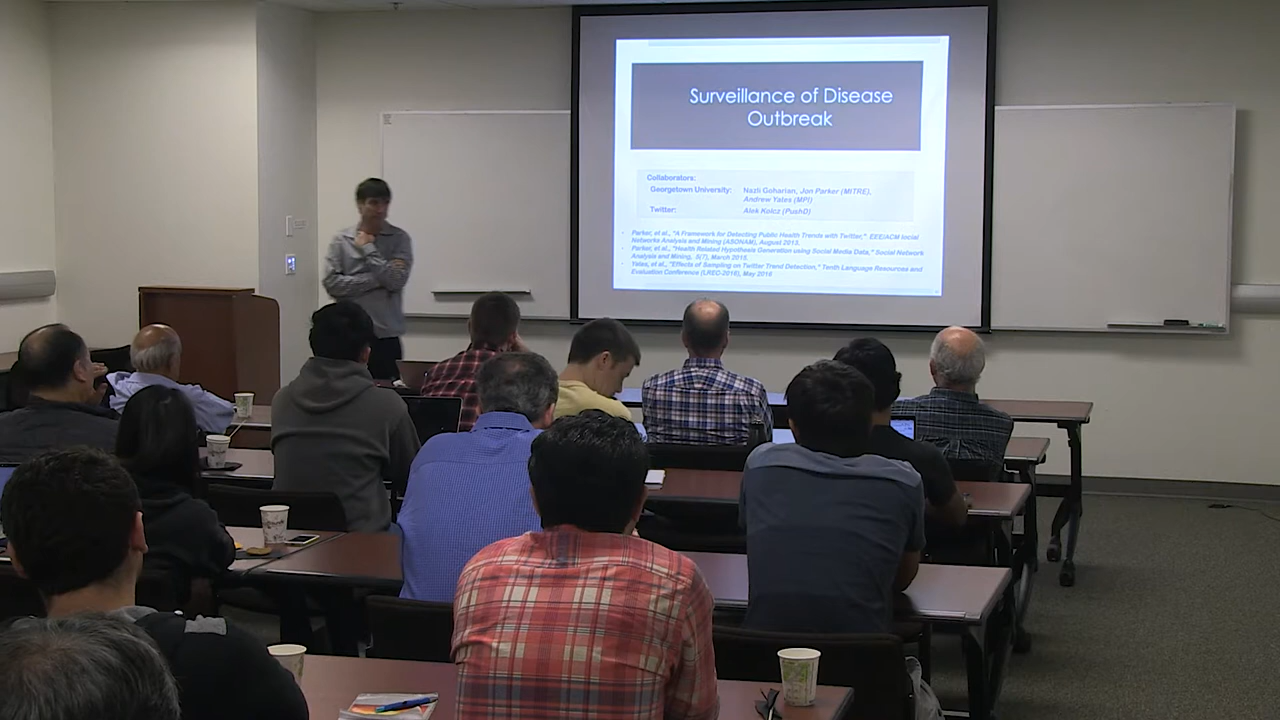 Surveillance of Disease
Outbreak
Collaborators:
Georgetown University: Nazli Goharian, Jon Parker (MITRE),
Andrew Yates (MPI)
Twitter: Alek Kolcz (PushD)
Parker, et al., "A Framework for Detecting Public Health Trends with Twitter," EEE/ACM Iocial
Networks Analysis and Mining (ASONAM), August 2013.
Parker, et al., "Health Related Hypothesis Generation using Social Media Data," Social Network
Analysis and Mining, 5(7), March 2015.
Yates, et al., "Effects of Sampling on Twitter Trend Detection," Tenth Language Resources and
Evaluation Conference (LREC-2016), May 2016